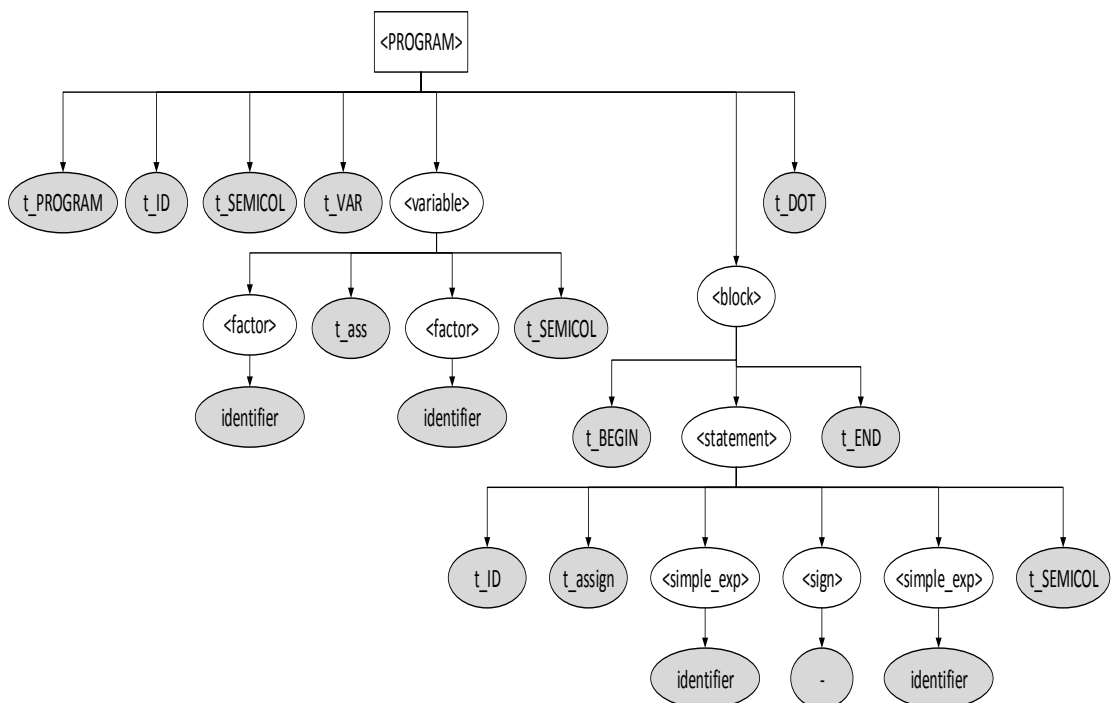 <PROGRAM>
t_PROGRAM t_ID t_SEMICOL t_VAR <variable> t_DOT
<block>
<factor> t_ass <factor> t_SEMICOL
identifier identifier
t_BEGIN <statement> t_END
t_ID t_assign <simple_exp> <sign> <simple_exp> t_SEMICOL
identifier - identifier